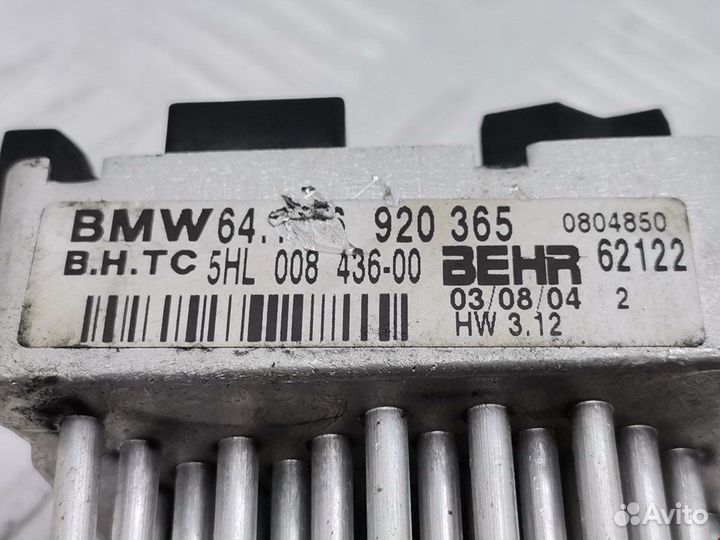 BMW 64. 920 365 0804850
B.H.TC 5HL 008 436-00 BEHR 62122
03/08/04 2
HW 3.12
Avito